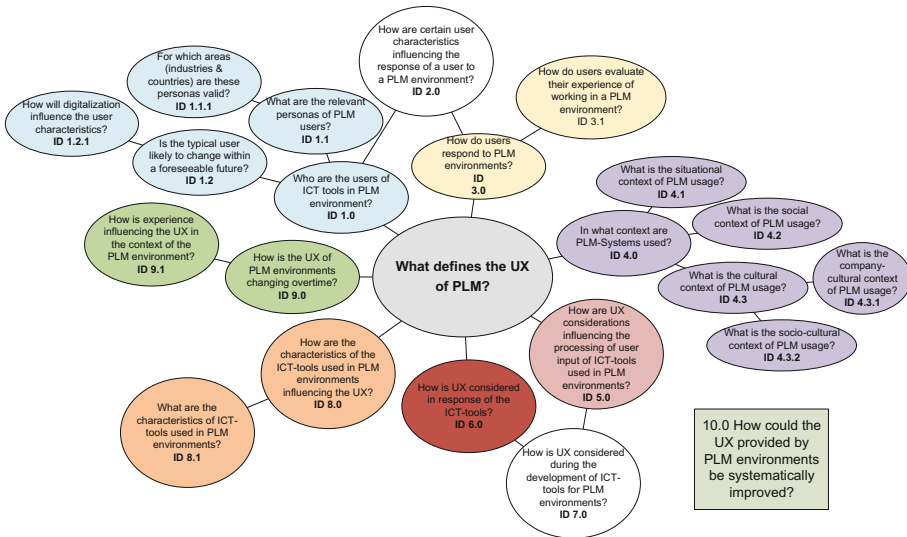 How are certain user
characteristics
influencing the
response of a user to
a PLM environment?
ID 2.0
For which areas
(industries &
countries) are these
personas valid?
ID 1.1.1
How do users evaluate
their experience of
working in a PLM
environment?
ID 3.1
How will digitalization
influence the user
characteristics?
ID 1.2.1
What are the relevant
personas of PLM
users?
ID 1.1
Is the typical user
likely to change within
a foreseeable future?
ID 1.2
How do users
respond to PLM
environments?
ID
3.0
Who are the users of
ICT tools in PLM
environment?
ID 1.0
What is the situational
context of PLM usage?
ID 4.1
What is the social
context of PLM usage?
ID 4.2
In what context are
PLM-Systems used?
ID 4.0
How is experience
influencing the UX in
the context of the
PLM environment?
ID 9.1
How is the UX of
PLM environments
changing overtime?
ID 9.0
What defines the UX
of PLM?
What is the cultural
context of PLM usage?
ID 4.3
What is the
company-
cultural context
of PLM usage?
ID 4.3.1
What is the socio-cultural
context of PLM usage?
ID 4.3.2
How are UX
considerations
influencing the
processing of user
input of ICT-tools
used in PLM
environments?
ID 5.0
How are the
characteristics of the
ICT-tools used in PLM
environments
influencing the UX?
ID 8.0
How is UX considered
in response of the
ICT-tools?
ID 6.0
What are the
characteristics of ICT-
tools used in PLM
environments?
ID 8.1
How is UX considered
during the
development of ICT-
tools for PLM
environments?
ID 7.0
10.0 How could the
UX provided by
PLM environments
be systematically
improved?